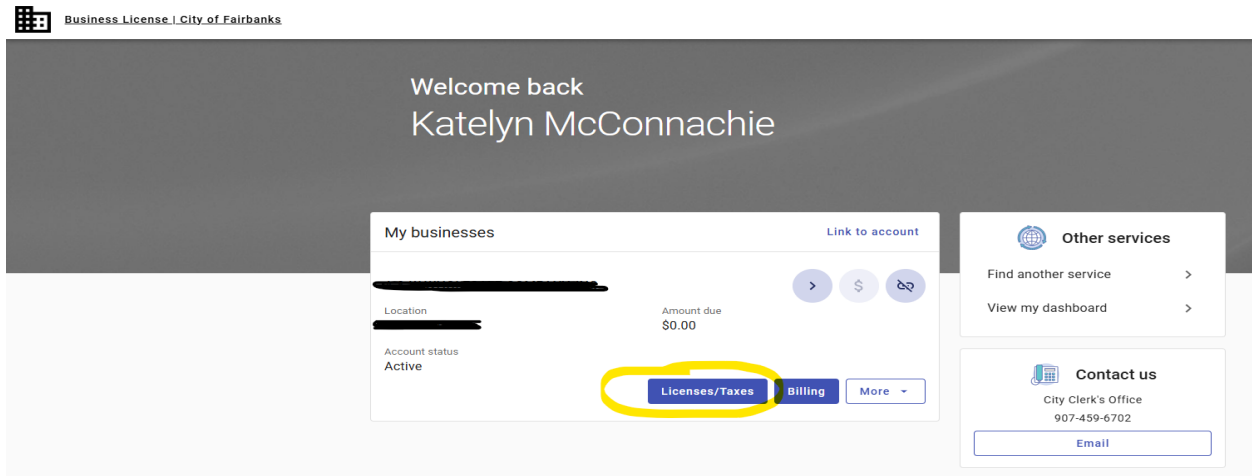 Business License | City of Fairbanks
Welcome back
Katelyn McConnachie
My businesses
Link to account
$
Location
Amount due
$0.00
Account status
Active
Licenses/Taxes
Billing
More
Other services
Find another service
View my dashboard
Contact us
City Clerk's Office
907-459-6702
Email